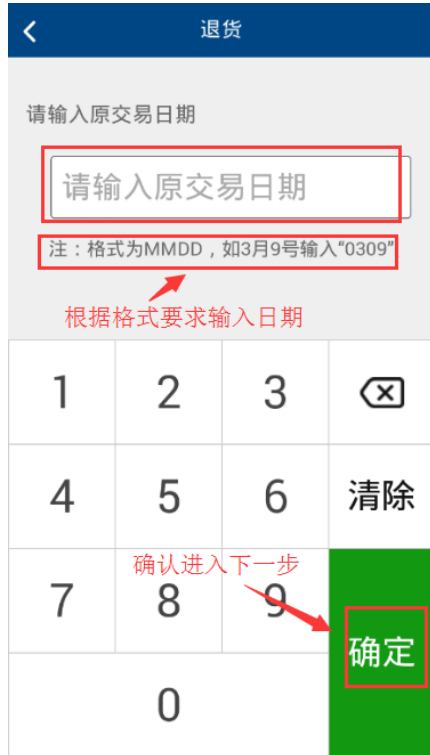 退货
请输入原交易日期
请输入原交易日期
注：格式为MMDD，如3月9号输入“0309”
根据格式要求输入日期
1 2 3
4 5 6 清除
确认进入下一步
7 8 9
确定
0